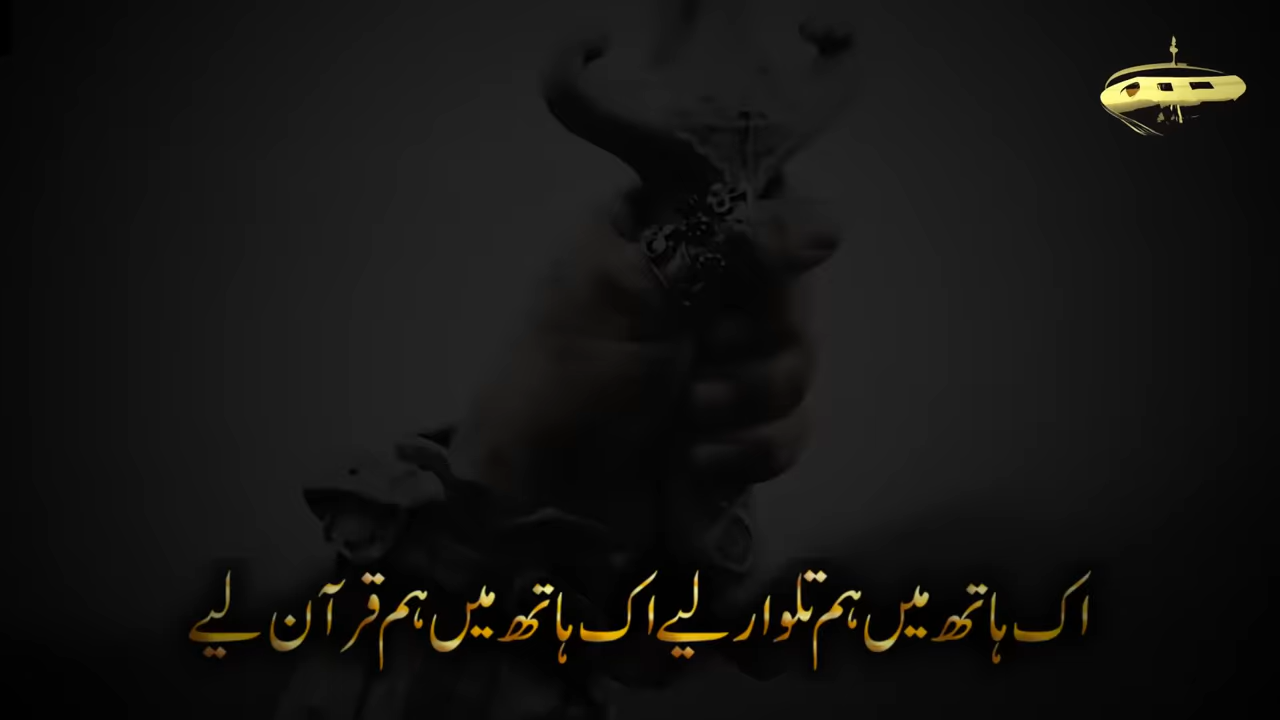 اک ہاتھ میں ہم تلوار لیے اک ہاتھ میں ہم قرآن لیے